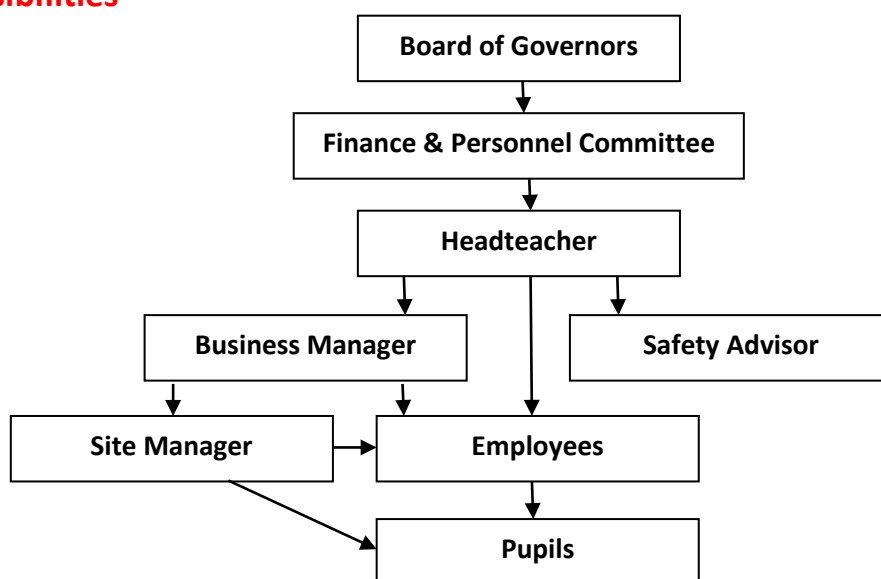 Board of Governors
Finance & Personnel Committee
Headteacher
Business Manager
Safety Advisor
Site Manager
Employees
Pupils